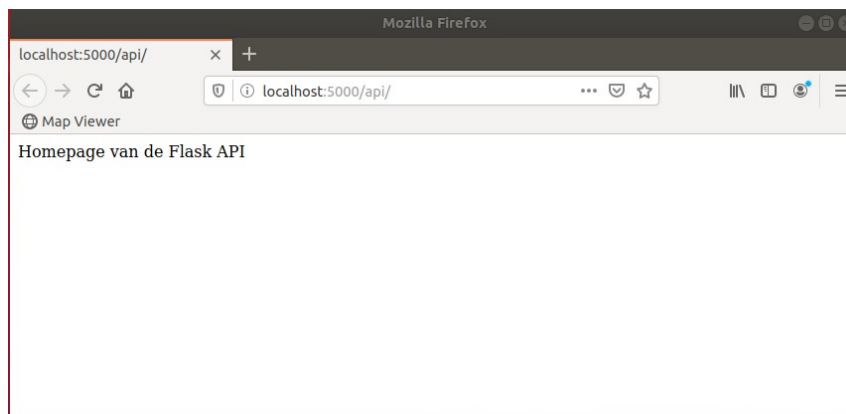 Mozilla Firefox
localhost:5000/api/
localhost:5000/api/
Map Viewer
Homepage van de Flask API